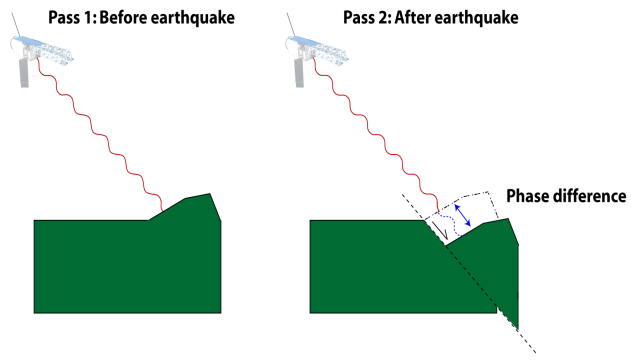 Pass 1: Before earthquake
Pass 2: After earthquake
Phase difference